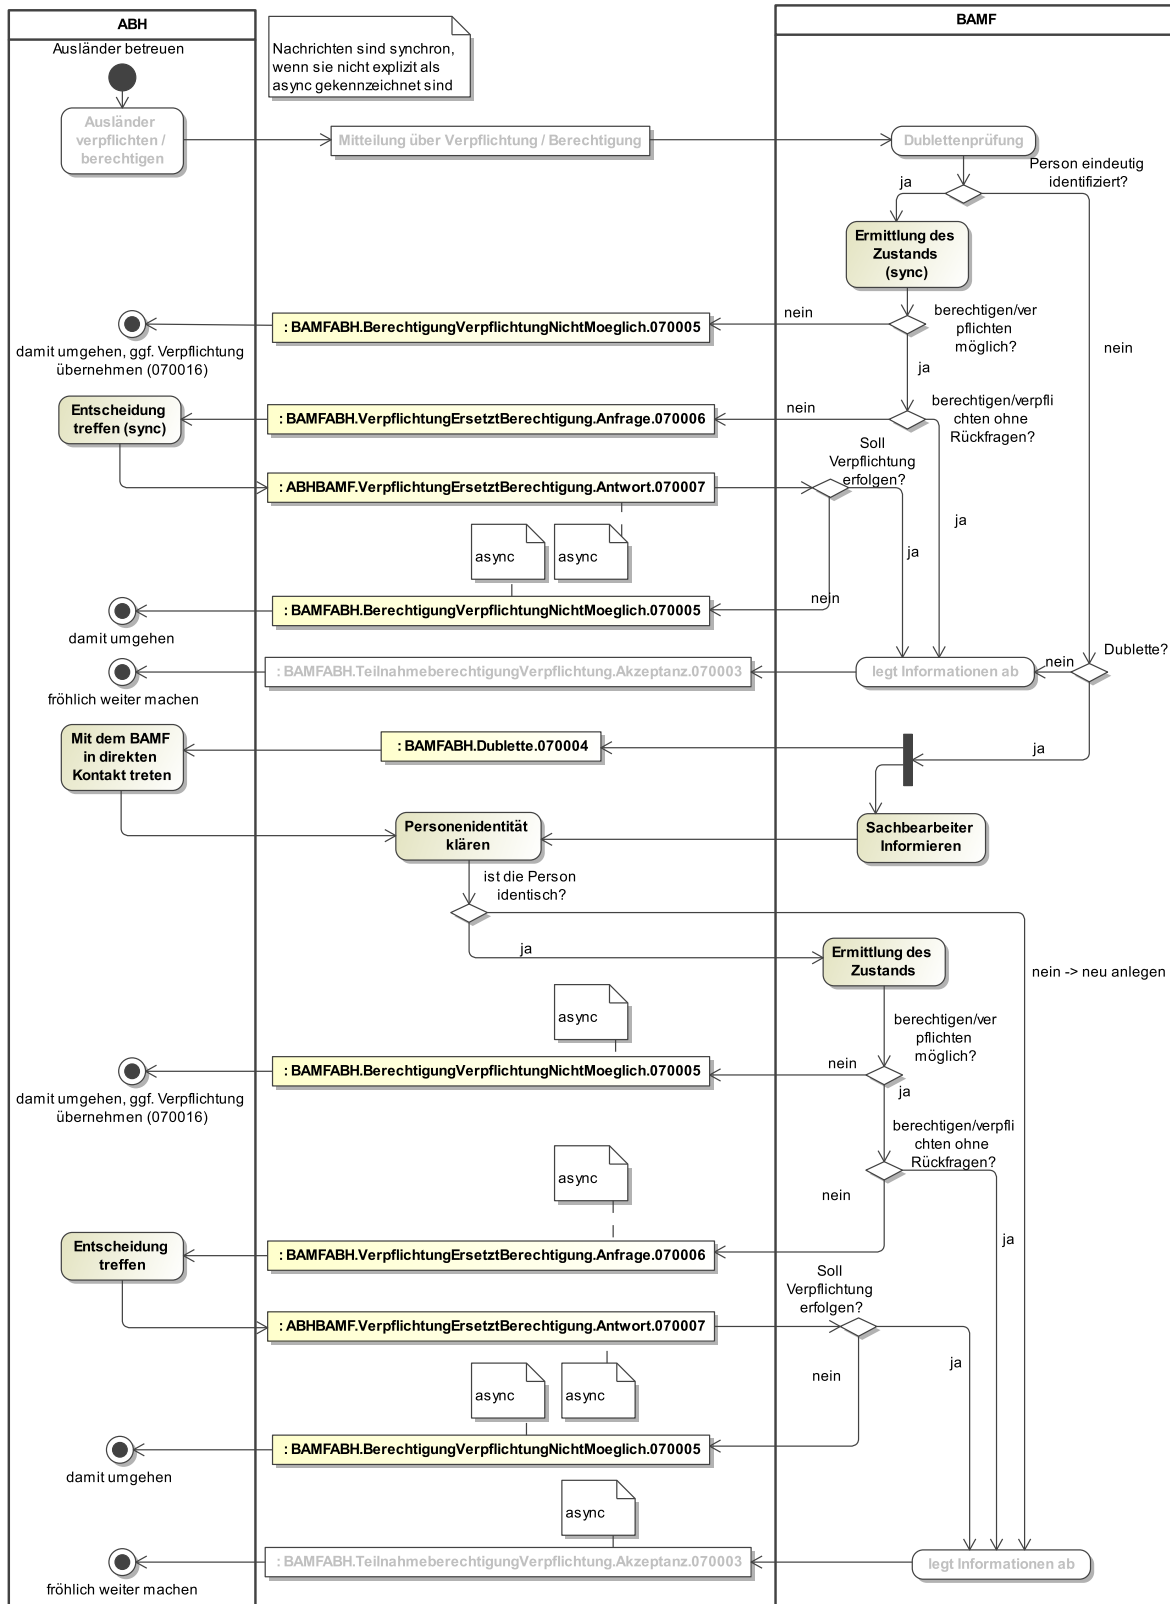 ABH
BAMF
Ausländer betreuen
Nachrichten sind synchron,
wenn sie nicht explizit als
async gekennzeichnet sind
Ausländer
verpflichten /
berechtigen
Mitteilung über Verpflichtung / Berechtigung
Dublettenprüfung
Person eindeutig
identifiziert?
ja
Ermittlung des
Zustands
(sync)
nein
berechtigen/ver
pflichten
möglich?
: BAMFABH.BerechtigungVerpflichtungNichtMoeglich.070005
damit umgehen, ggf. Verpflichtung
übernehmen (070016)
nein
ja
Entscheidung
treffen (sync)
: BAMFABH.VerpflichtungErsetztBerechtigung.Anfrage.070006
nein
berechtigen/verpfli
chten ohne
Rückfragen?
Soll
Verpflichtung
erfolgen?
: ABHBAMF.VerpflichtungErsetztBerechtigung.Antwort.070007
ja
ja
async
async
nein
: BAMFABH.BerechtigungVerpflichtungNichtMoeglich.070005
damit umgehen
Dublette?
nein
: BAMFABH.TeilnahmeberechtigungVerpflichtung.Akzeptanz.070003
legt Informationen ab
fröhlich weiter machen
Mit dem BAMF
in direkten
Kontakt treten
: BAMFABH.Dublette.070004
ja
Personenidentität
klären
Sachbearbeiter
Informieren
ist die Person
identisch?
ja
Ermittlung des
Zustands
nein -> neu anlegen
async
berechtigen/ver
pflichten
möglich?
nein
: BAMFABH.BerechtigungVerpflichtungNichtMoeglich.070005
ja
damit umgehen, ggf. Verpflichtung
übernehmen (070016)
berechtigen/verpfli
chten ohne
Rückfragen?
async
nein
ja
Entscheidung
treffen
: BAMFABH.VerpflichtungErsetztBerechtigung.Anfrage.070006
Soll
Verpflichtung
erfolgen?
: ABHBAMF.VerpflichtungErsetztBerechtigung.Antwort.070007
ja
nein
async
async
: BAMFABH.BerechtigungVerpflichtungNichtMoeglich.070005
damit umgehen
async
: BAMFABH.TeilnahmeberechtigungVerpflichtung.Akzeptanz.070003
legt Informationen ab
fröhlich weiter machen